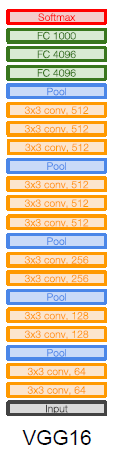 Softmax
FC 1000
FC 4096
FC 4096
Pool
3x3 conv, 512
3x3 conv, 512
3x3 conv, 512
Pool
3x3 conv, 512
3x3 conv, 512
3x3 conv, 512
Pool
3x3 conv, 256
3x3 conv, 256
Pool
3x3 conv, 128
3x3 conv, 128
Pool
3x3 conv, 64
3x3 conv, 64
Input
VGG16